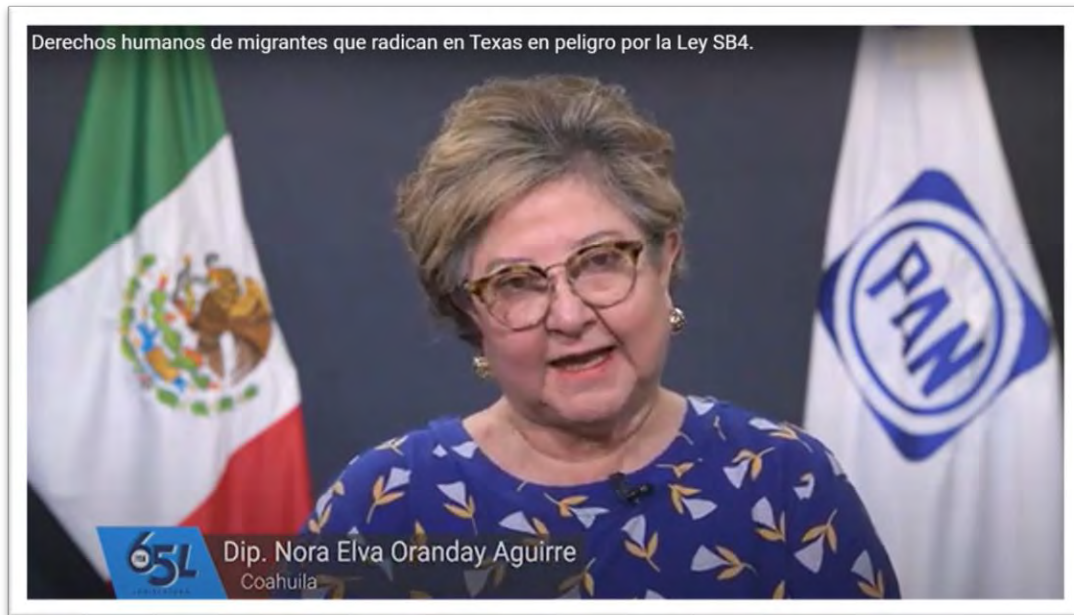 Derechos humanos de migrantes que radican en Texas en peligro por la Ley SB4.
PAN
65L
LEGISLATURA
Dip. Nora Elva Oranday Aguirre
Coahuila